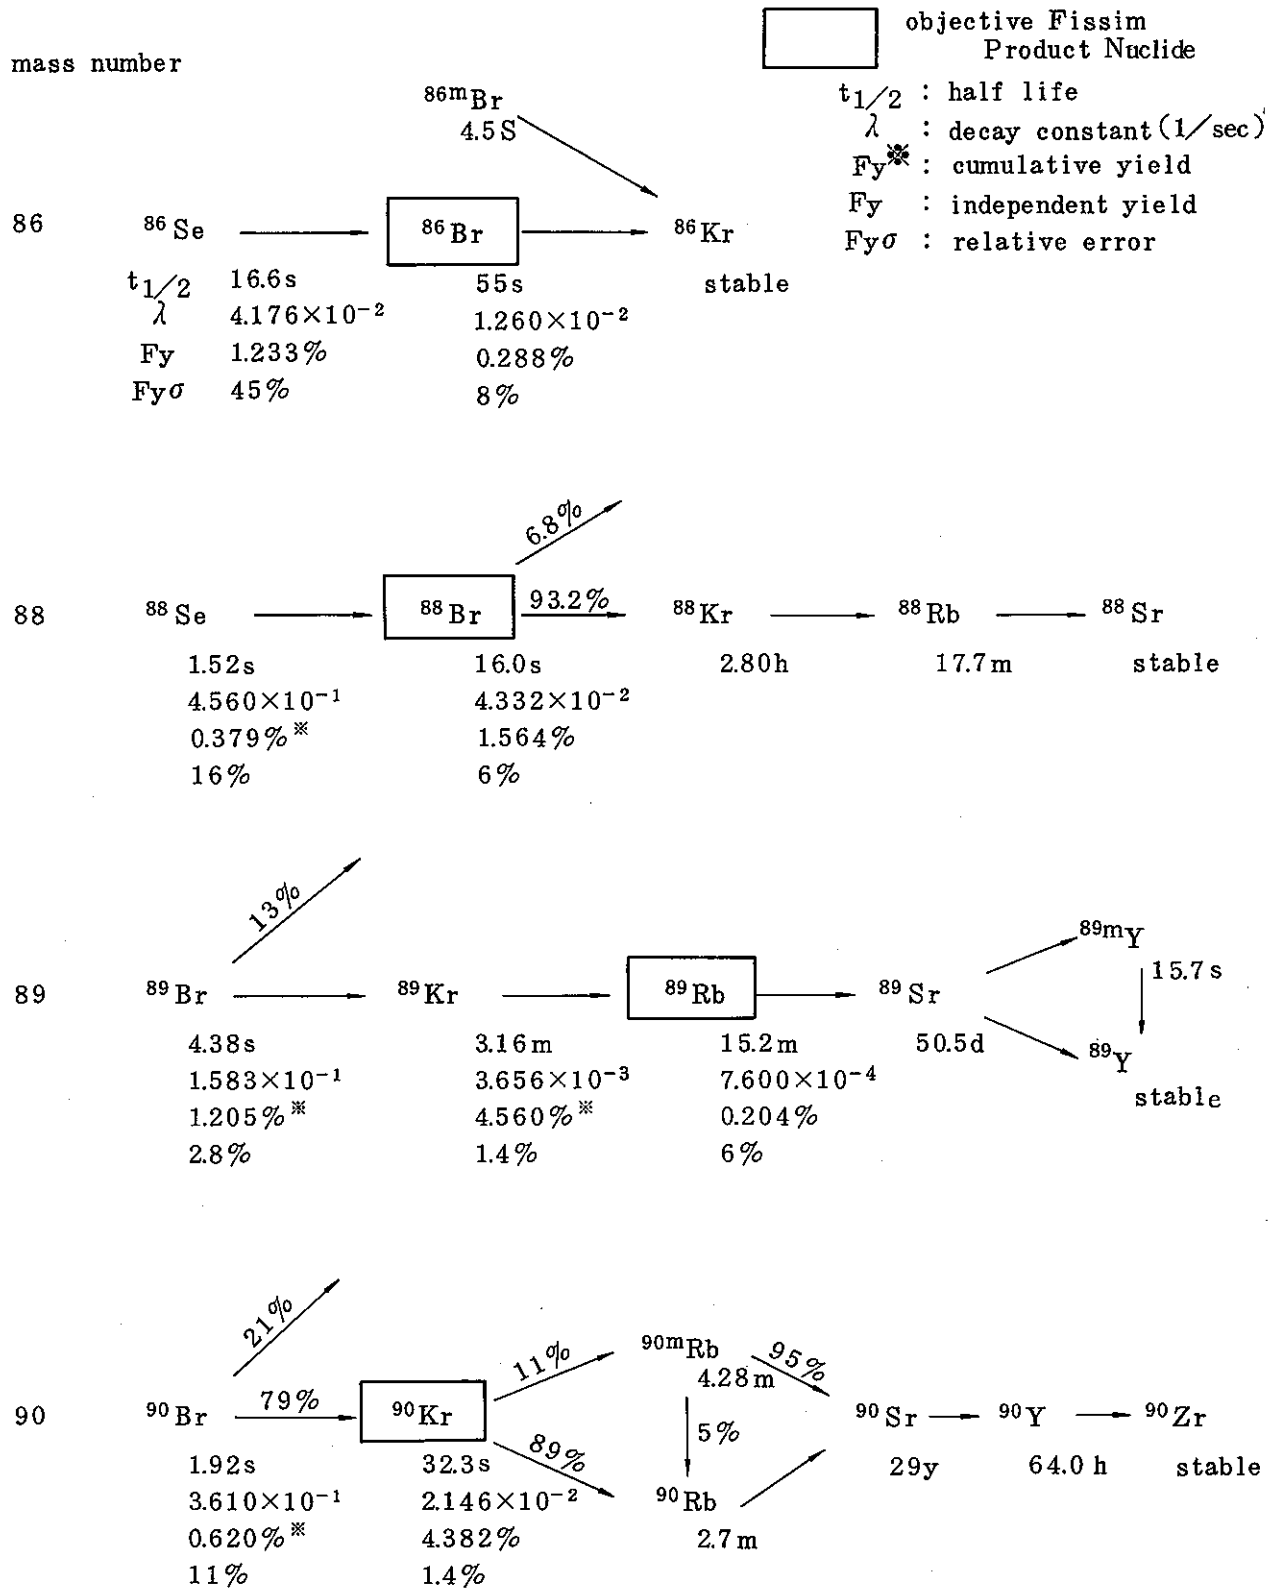 objective Fissim
Product Nuclide
mass number
t1/2 : half life
λ : decay constant (1/sec)
Fy※ : cumulative yield
Fy : independent yield
Fyσ : relative error
86mBr
4.5S
86 86Se 86Br 86Kr
t1/2 16.6s 55s stable
λ 4.176×10−2 1.260×10−2
Fy 1.233% 0.288%
Fyσ 45% 8%
6.8%
88 88Se 88Br 93.2% 88Kr 88Rb 88Sr
1.52s 16.0s 2.80h 17.7m stable
4.560×10−1 4.332×10−2
0.379%※ 1.564%
16% 6%
13%
89mY
15.7s
89 89Br 89Kr 89Rb 89Sr
4.38s 3.16m 15.2m 50.5d 89Y
1.583×10−1 3.656×10−3 7.600×10−4 stable
1.205%※ 4.560%※ 0.204%
2.8% 1.4% 6%
21%
11% 90mRb 95%
4.28m
90 90Br 79% 90Kr 90Sr 90Y 90Zr
89% 5%
1.92s 32.3s 29y 64.0h stable
3.610×10−1 2.146×10−2 90Rb
0.620%※ 4.382% 2.7m
11% 1.4%